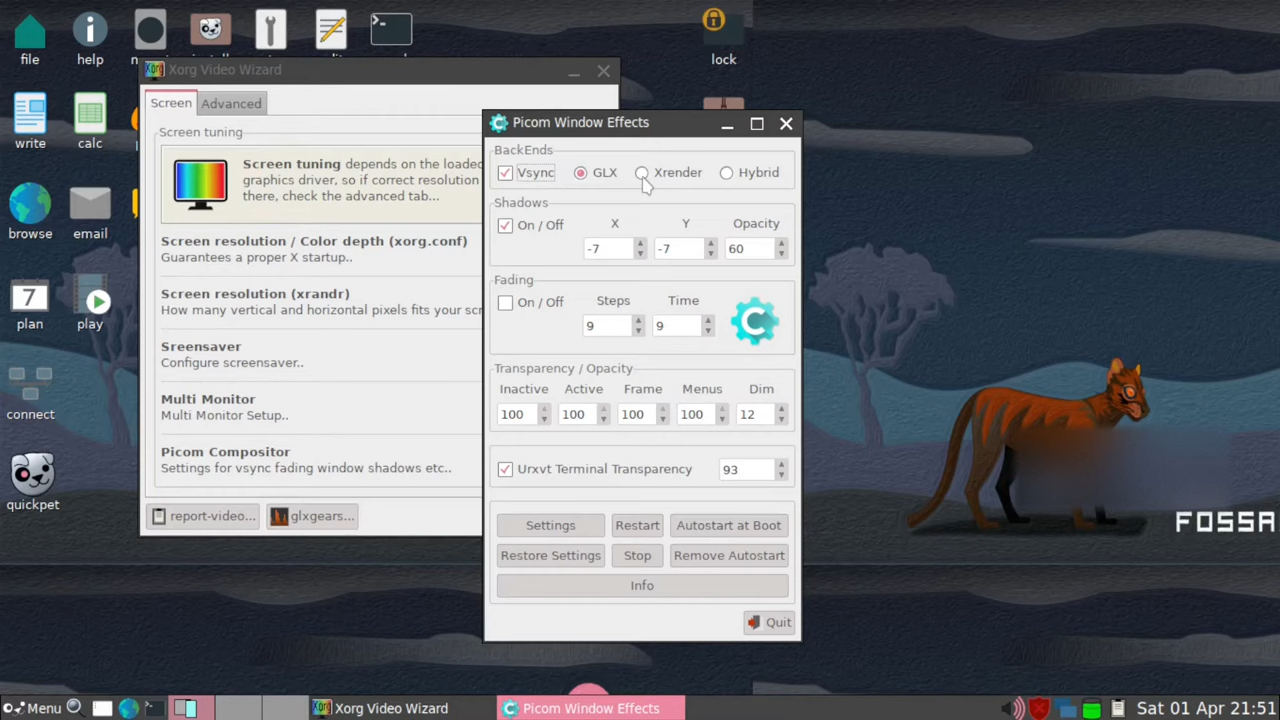 file
help
lock
write
calc
browse
email
plan
7
play
connect
quickpet
Xorg Video Wizard
Screen
Advanced
Screen tuning
Screen tuning depends on the loaded
graphics driver, so if correct resolution
there, check the advanced tab...
Screen resolution / Color depth (xorg.conf)
Guarantees a proper X startup..
Screen resolution (xrandr)
How many vertical and horizontal pixels fits your scr
Sreensaver
Configure screensaver..
Multi Monitor
Multi Monitor Setup..
Picom Compositor
Settings for vsync fading window shadows etc..
report-video...
glxgears...
Picom Window Effects
BackEnds
Vsync GLX Xrender Hybrid
Shadows
On / Off X Y Opacity
-7 -7 60
Fading
On / Off Steps Time
9 9
Transparency / Opacity
Inactive Active Frame Menus Dim
100 100 100 100 12
Urxvt Terminal Transparency 93
Settings Restart Autostart at Boot
Restore Settings Stop Remove Autostart
Info
Quit
FOSSA
Menu Xorg Video Wizard Picom Window Effects Sat 01 Apr 21:51